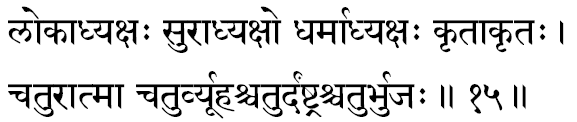 लोकाध्यक्षः सुराध्यक्षो धर्माध्यक्षः कृताकृतः ।
चतुरात्मा चतुर्व्यूहश्चतुर्दंष्ट्रश्चतुर्भुजः ॥ १५ ॥